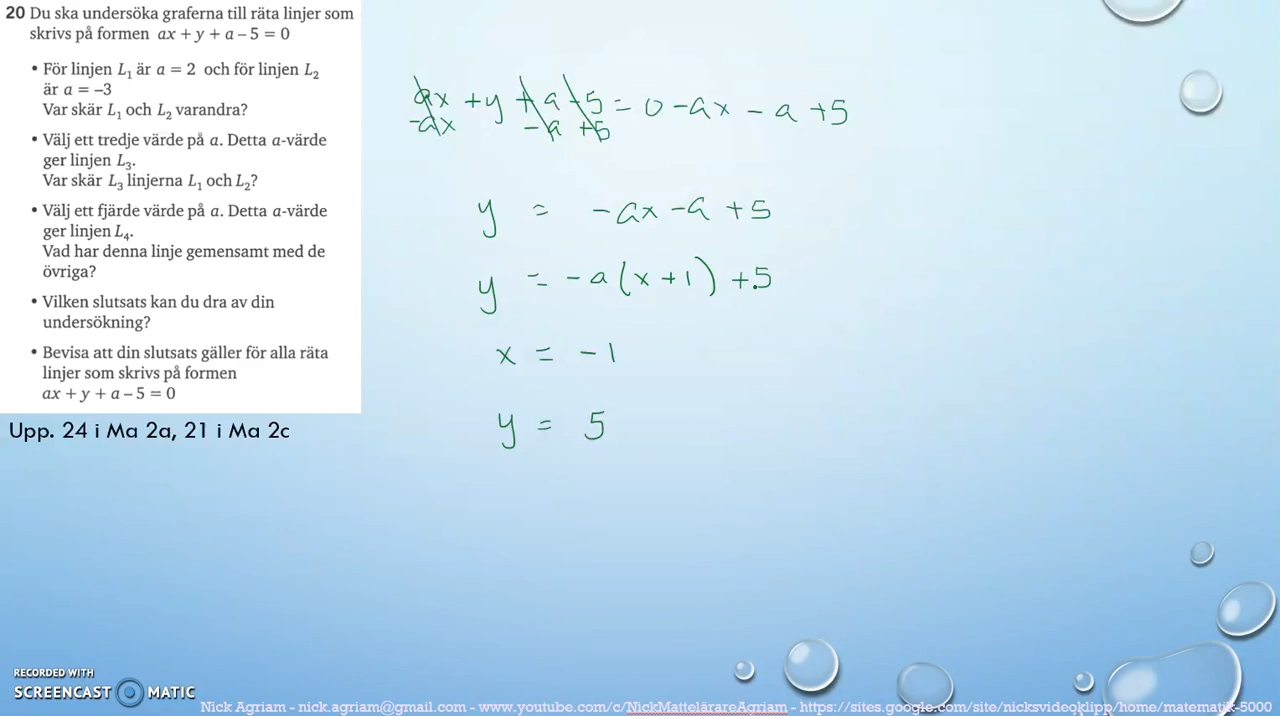 20 Du ska undersöka graferna till räta linjer som
skrivs på formen ax + y + a – 5 = 0
• För linjen L₁ är a = 2 och för linjen L₂
är a = –3
Var skär L₁ och L₂ varandra?
• Välj ett tredje värde på a. Detta a-värde
ger linjen L₃.
Var skär L₃ linjerna L₁ och L₂?
• Välj ett fjärde värde på a. Detta a-värde
ger linjen L₄.
Vad har denna linje gemensamt med de
övriga?
• Vilken slutsats kan du dra av din
undersökning?
• Bevisa att din slutsats gäller för alla räta
linjer som skrivs på formen
ax + y + a – 5 = 0
Upp. 24 i Ma 2a, 21 i Ma 2c
ax + y + a - 5 = 0 - ax - a + 5
-ax - a + 5
y = -ax - a + 5
y = -a(x + 1) + 5
x = -1
y = 5
RECORDED WITH
SCREENCAST MATIC
Nick Agriam - nick.agriam@gmail.com - www.youtube.com/c/NickMattelärareAgriam - https://sites.google.com/site/nicksvideoklipp/home/matematik-5000